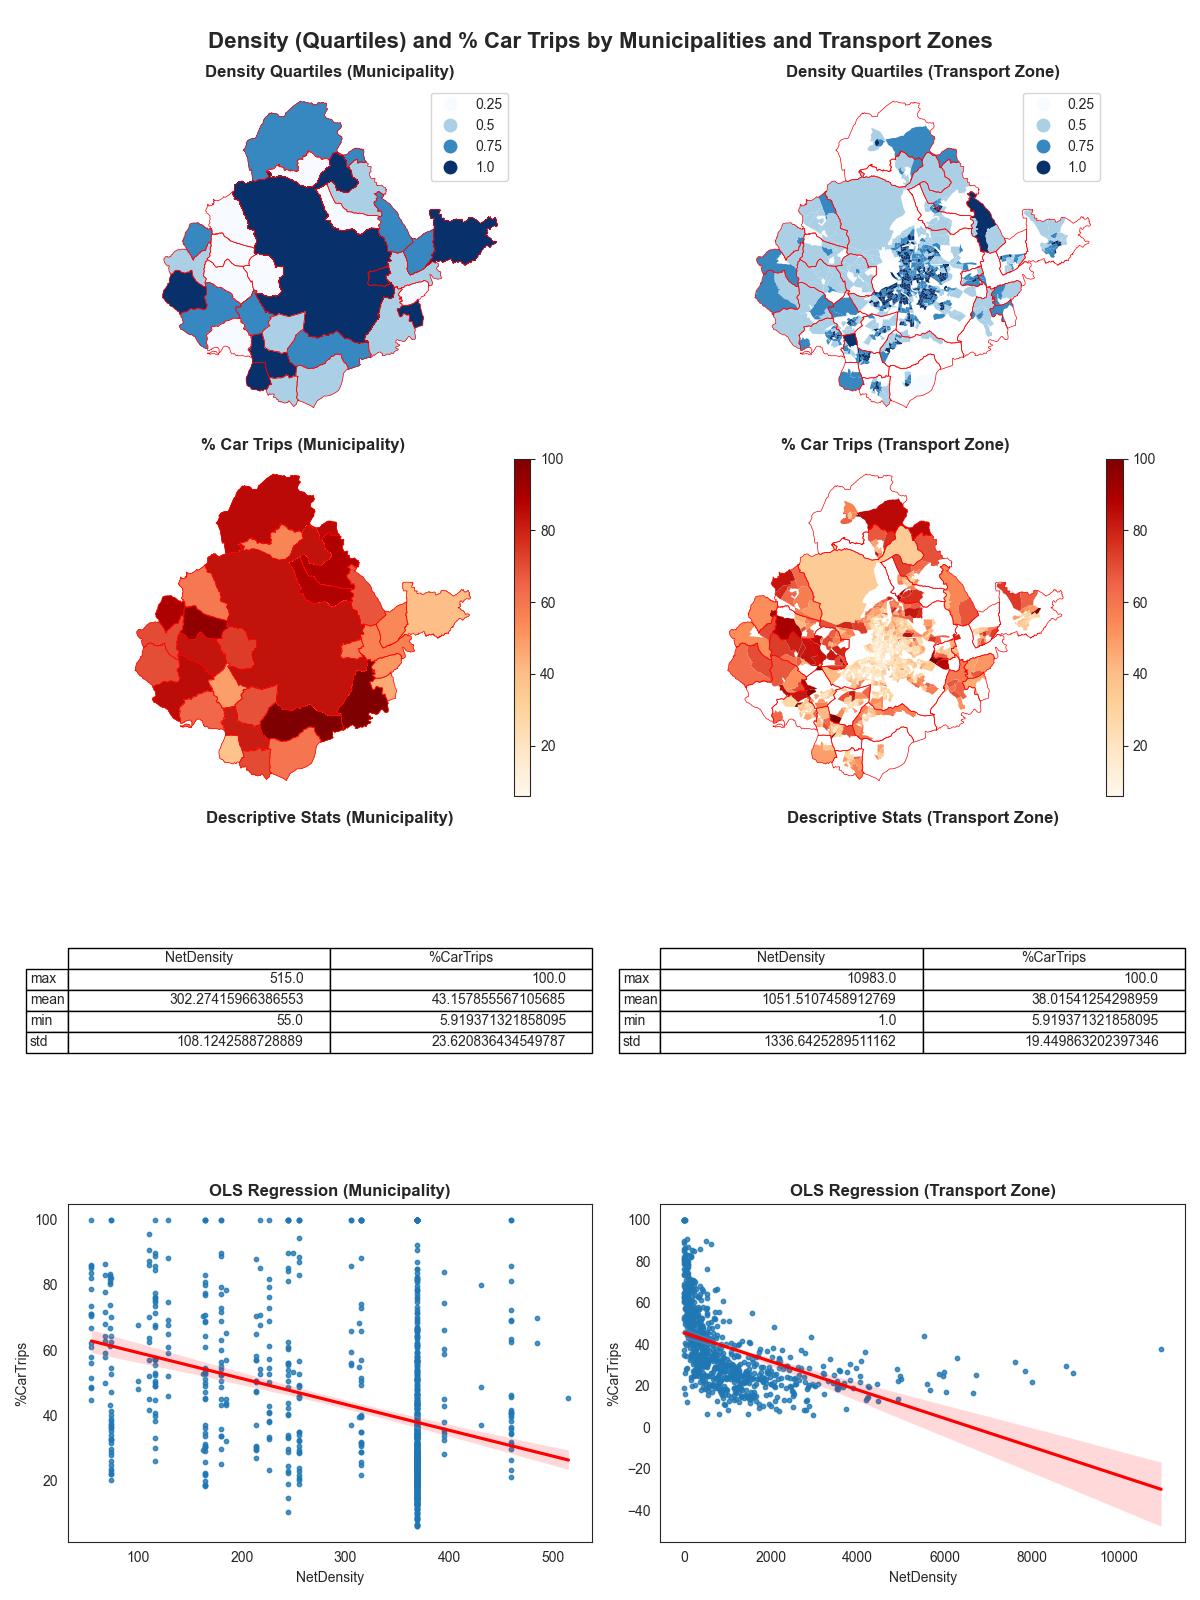 Density (Quartiles) and % Car Trips by Municipalities and Transport Zones
Density Quartiles (Municipality)
0.25
0.5
0.75
1.0
Density Quartiles (Transport Zone)
0.25
0.5
0.75
1.0
% Car Trips (Municipality)
100
80
60
40
20
% Car Trips (Transport Zone)
100
80
60
40
20
Descriptive Stats (Municipality)
NetDensity %CarTrips
max 515.0 100.0
mean 302.27415966386553 43.157855567105685
min 55.0 5.919371321858095
std 108.1242588728889 23.620836434549787
Descriptive Stats (Transport Zone)
NetDensity %CarTrips
max 10983.0 100.0
mean 1051.5107458912769 38.01541254298959
min 1.0 5.919371321858095
std 1336.6425289511162 19.449863202397346
OLS Regression (Municipality)
%CarTrips
100
80
60
40
20
100 200 300 400 500
NetDensity
OLS Regression (Transport Zone)
%CarTrips
100
80
60
40
20
0
−20
−40
0 2000 4000 6000 8000 10000
NetDensity